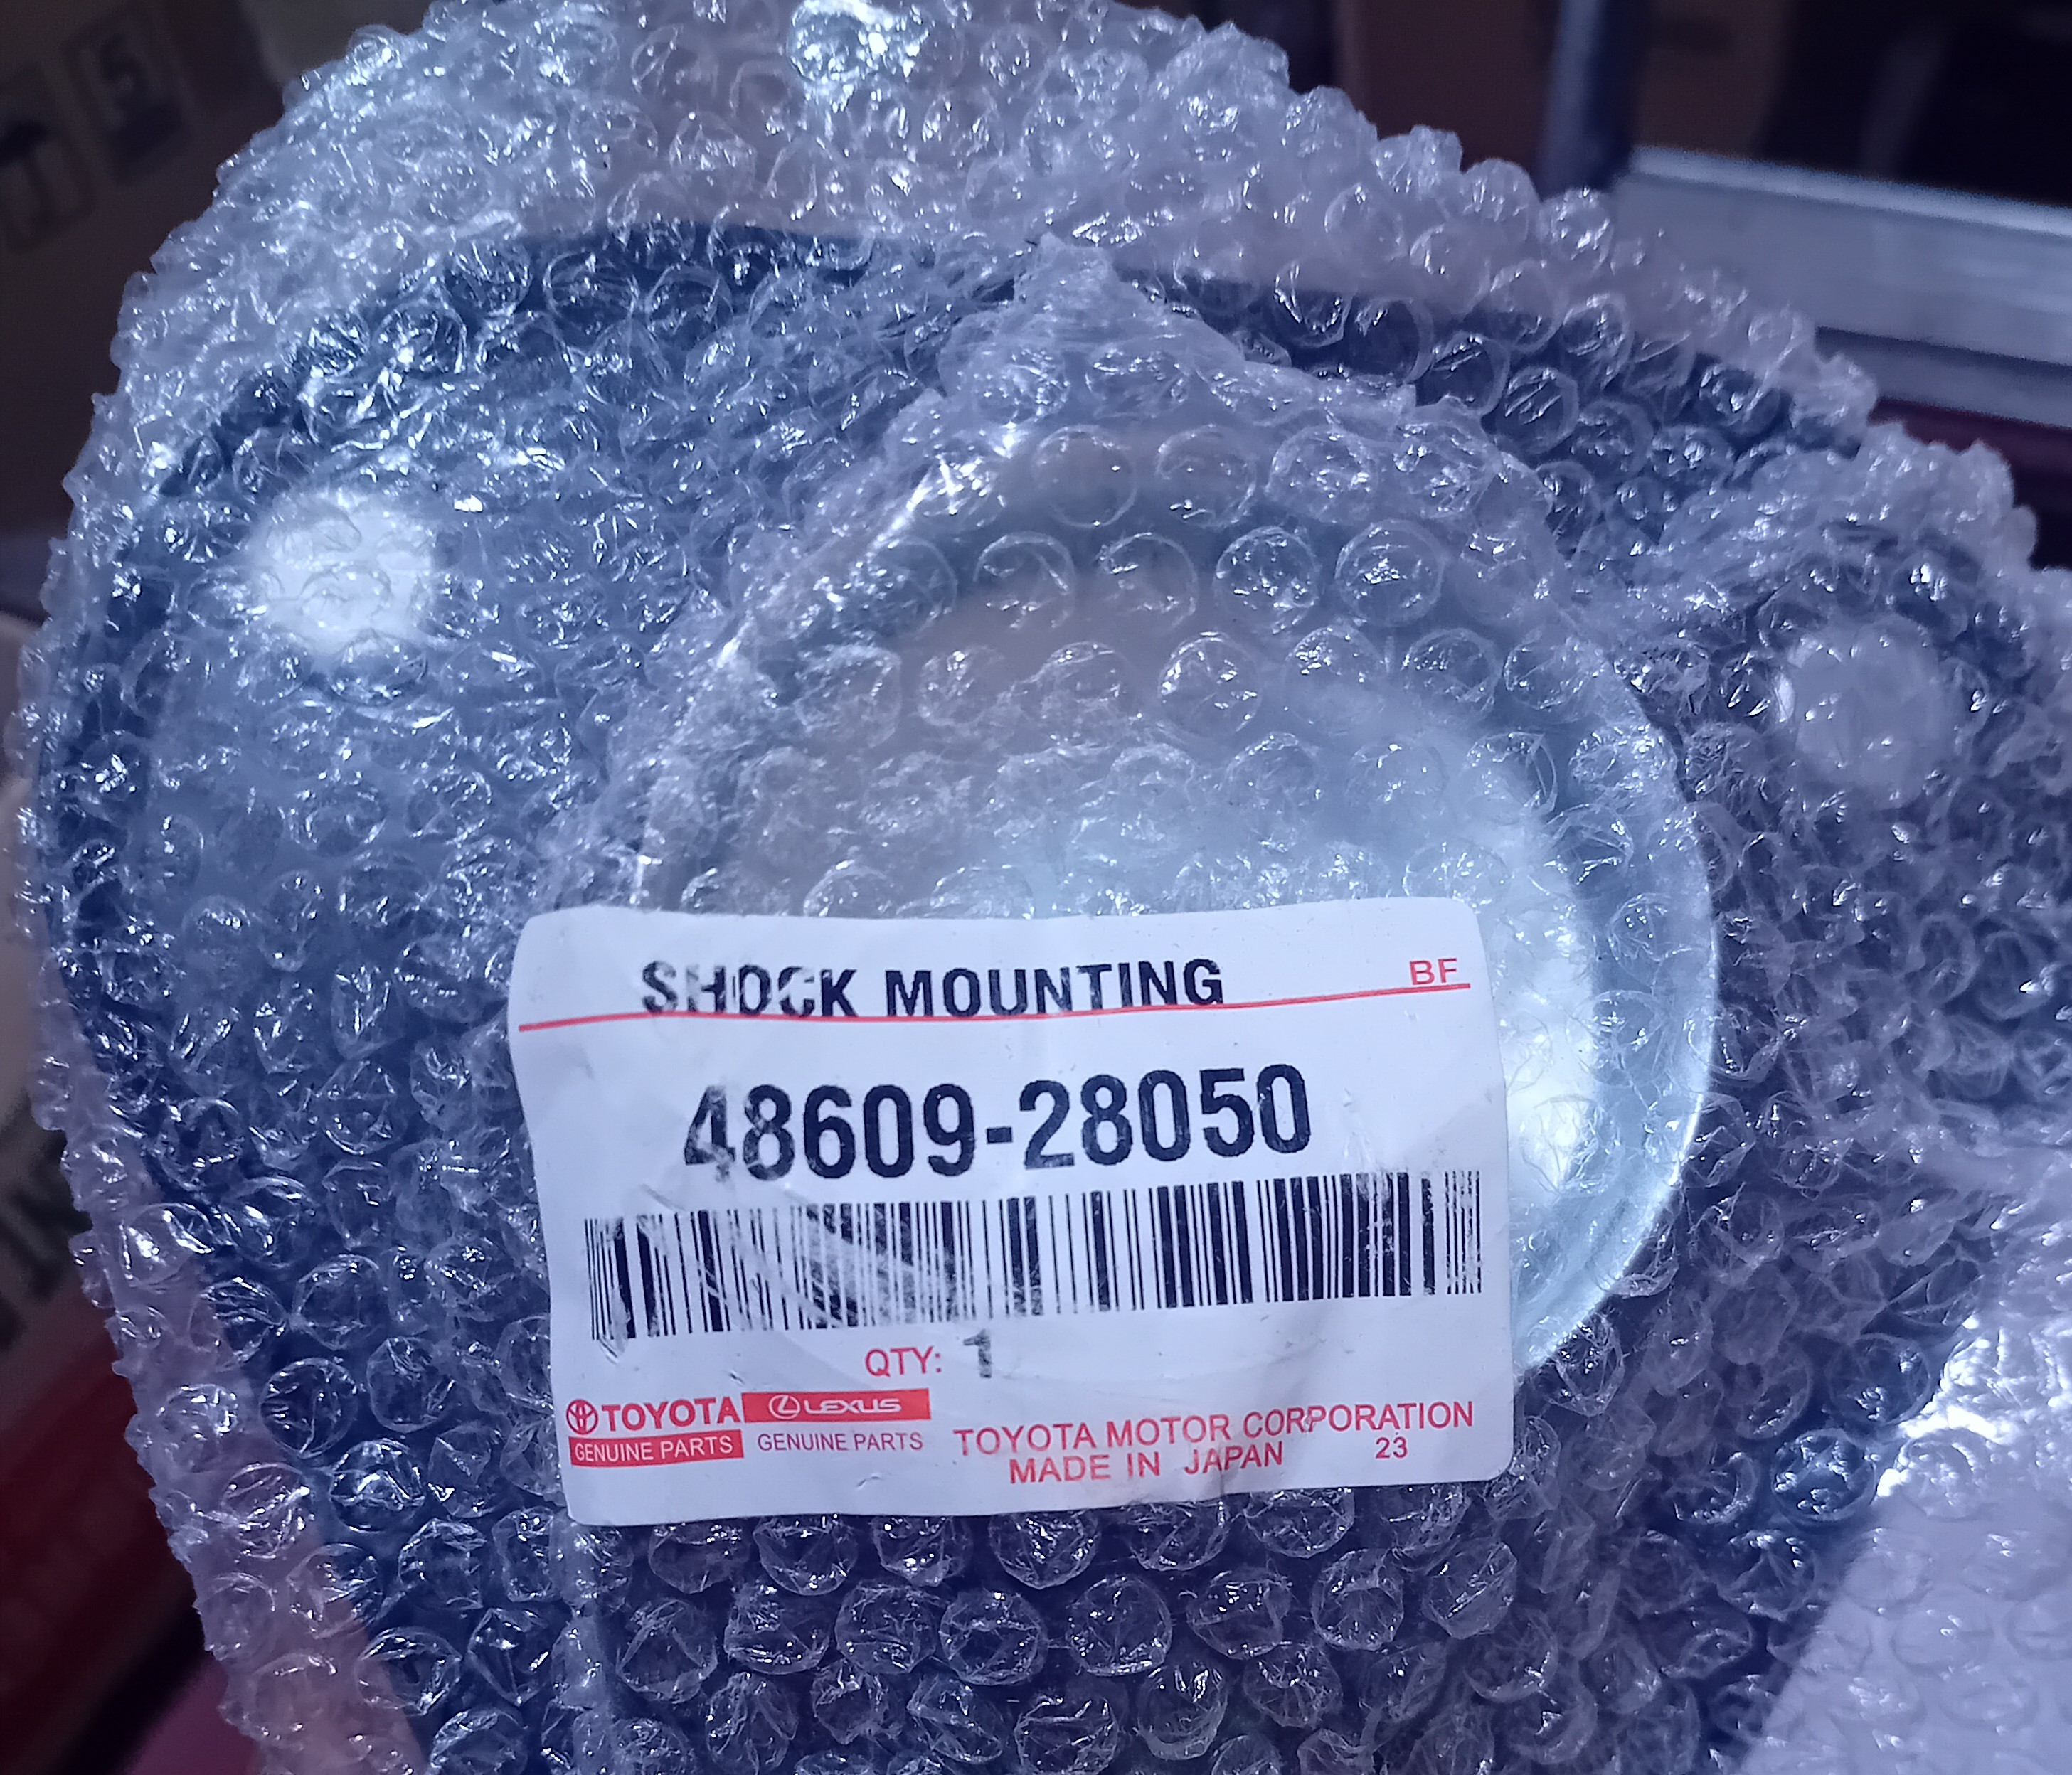 SHOCK MOUNTING BF
48609-28050
QTY: 1
TOYOTA LEXUS
GENUINE PARTS GENUINE PARTS
TOYOTA MOTOR CORPORATION
MADE IN JAPAN 23
5